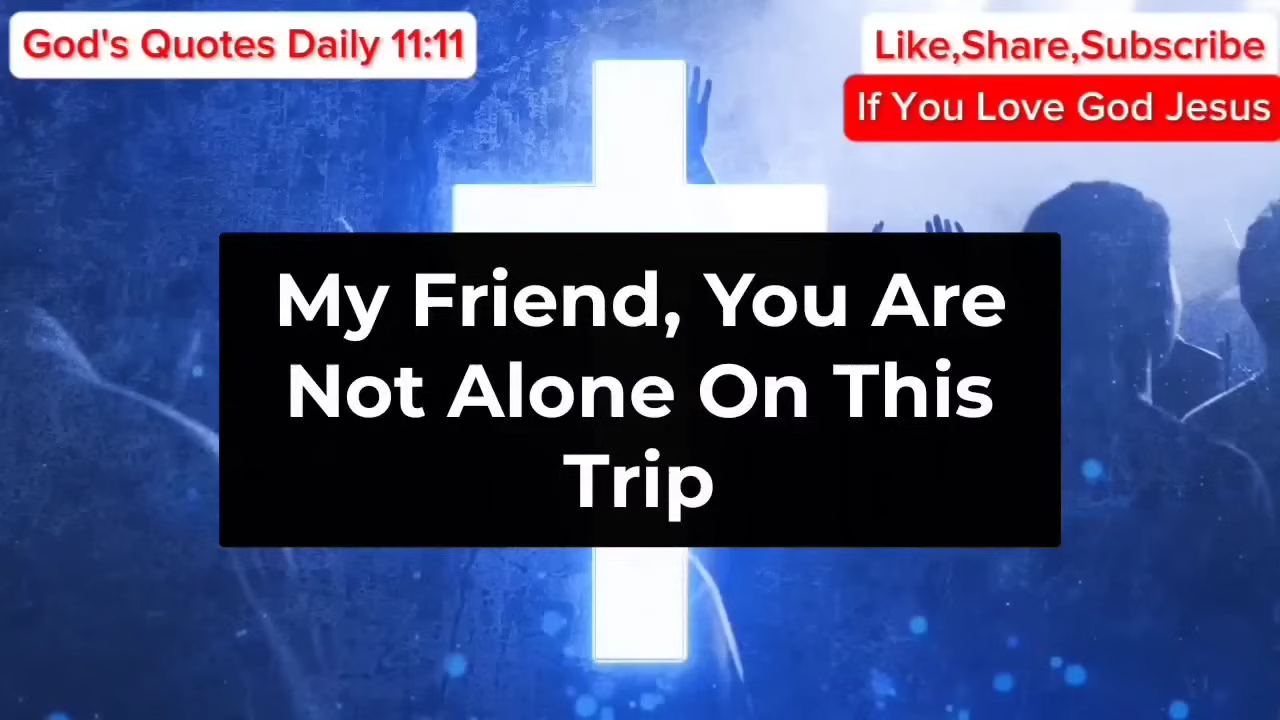 God's Quotes Daily 11:11
Like,Share,Subscribe
If You Love God Jesus
My Friend, You Are
Not Alone On This
Trip